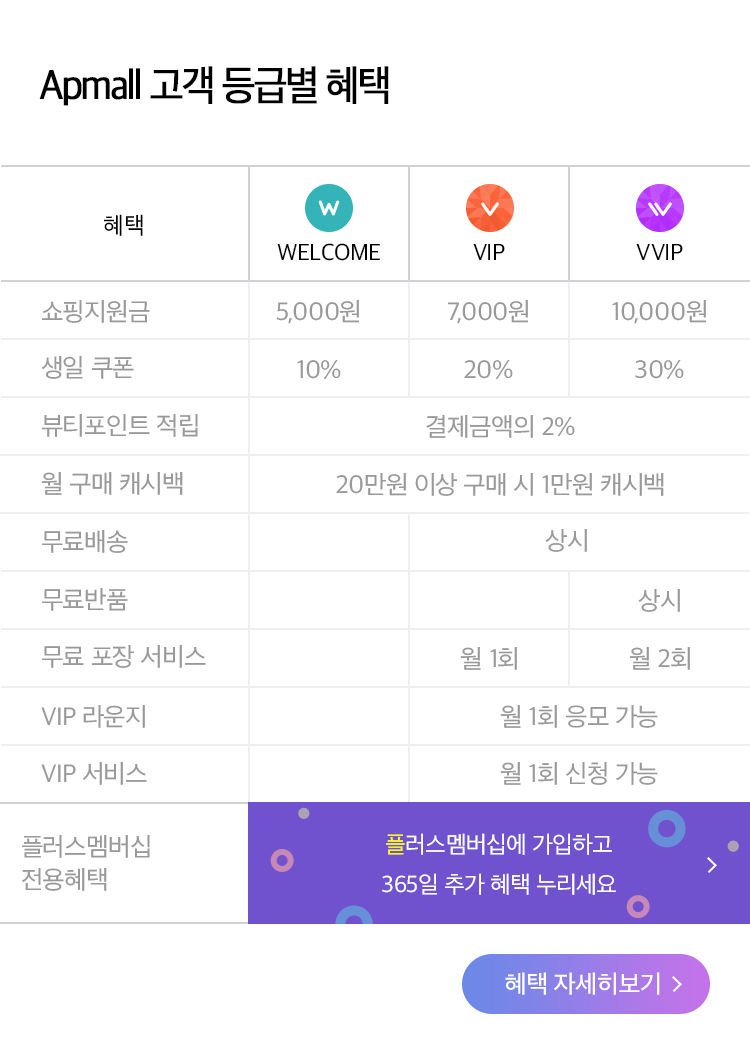 Apmall 고객 등급별 혜택
혜택 WELCOME VIP VVIP
쇼핑지원금 5,000원 7,000원 10,000원
생일 쿠폰 10% 20% 30%
뷰티포인트 적립 결제금액의 2%
월 구매 캐시백 20만원 이상 구매 시 1만원 캐시백
무료배송 상시
무료반품 상시
무료 포장 서비스 월 1회 월 2회
VIP 라운지 월 1회 응모 가능
VIP 서비스 월 1회 신청 가능
플러스멤버십
전용혜택
플러스멤버십에 가입하고
365일 추가 혜택 누리세요
혜택 자세히보기